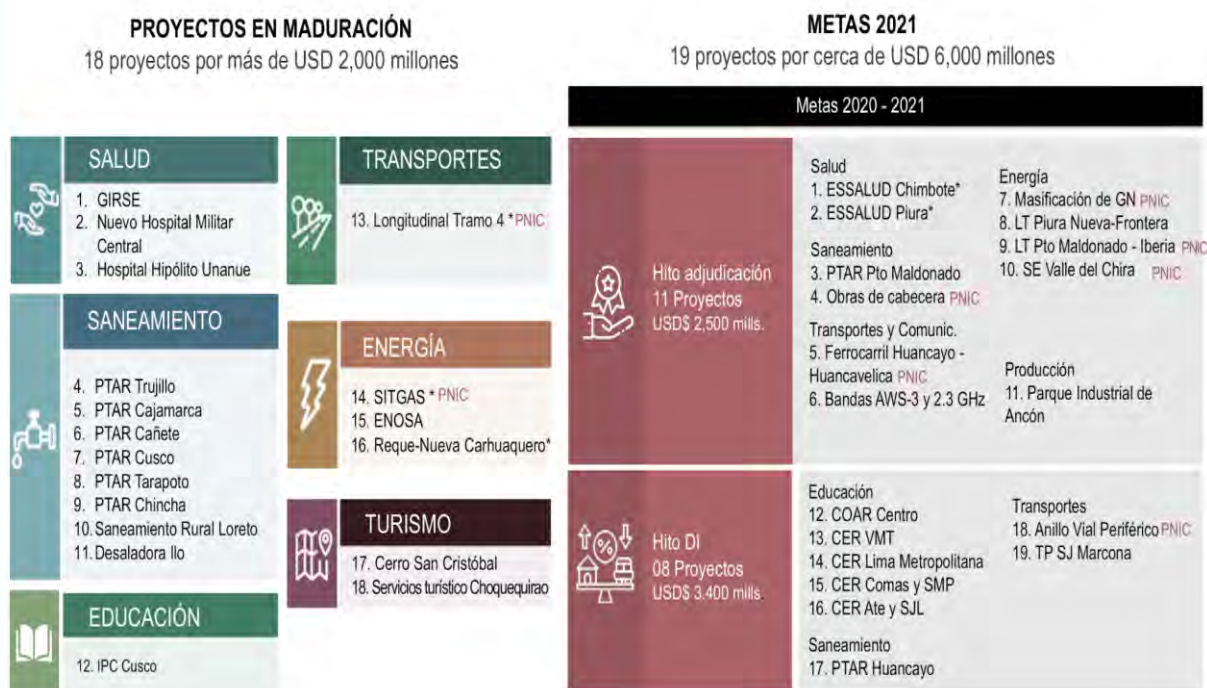 PROYECTOS EN MADURACIÓN
18 proyectos por más de USD 2,000 millones
SALUD
1. GIRSE
2. Nuevo Hospital Militar
Central
3. Hospital Hipólito Unanue
SANEAMIENTO
4. PTAR Trujillo
5. PTAR Cajamarca
6. PTAR Cañete
7. PTAR Cusco
8. PTAR Tarapoto
9. PTAR Chincha
10. Saneamiento Rural Loreto
11. Desaladora Ilo
EDUCACIÓN
12. IPC Cusco
TRANSPORTES
13. Longitudinal Tramo 4 * PNIC
ENERGÍA
14. SITGAS * PNIC
15. ENOSA
16. Reque-Nueva Carhuaquero*
TURISMO
17. Cerro San Cristóbal
18. Servicios turístico Choquequirao
METAS 2021
19 proyectos por cerca de USD 6,000 millones
Metas 2020 - 2021
Hito adjudicación
11 Proyectos
USD$ 2,500 mills.
Salud
1. ESSALUD Chimbote*
2. ESSALUD Piura*
Saneamiento
3. PTAR Pto Maldonado
4. Obras de cabecera PNIC
Transportes y Comunic.
5. Ferrocarril Huancayo -
Huancavelica PNIC
6. Bandas AWS-3 y 2.3 GHz
Energía
7. Masificación de GN PNIC
8. LT Piura Nueva-Frontera
9. LT Pto Maldonado - Iberia PNIC
10. SE Valle del Chira PNIC
Producción
11. Parque Industrial de
Ancón
Hito DI
08 Proyectos
USD$ 3.400 mills.
Educación
12. COAR Centro
13. CER VMT
14. CER Lima Metropolitana
15. CER Comas y SMP
16. CER Ate y SJL
Saneamiento
17. PTAR Huancayo
Transportes
18. Anillo Vial Periférico PNIC
19. TP SJ Marcona